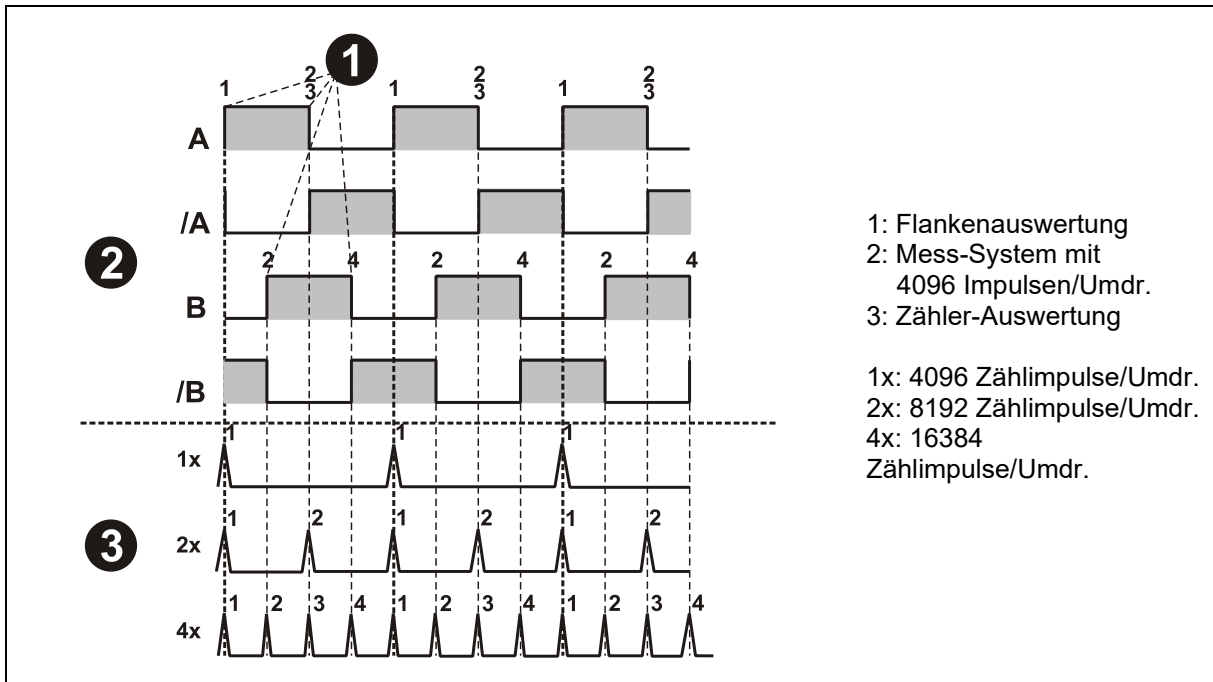 1
1 2 1 2 1 2
3 3 3
A
/A
2
2 4 2 4 2 4
B
/B
1 1 1
1x
1 2 1 2 1 2
3
2x
1 2 3 4 1 2 3 4 1 2 3 4
4x
1: Flankenauswertung
2: Mess-System mit
4096 Impulsen/Umdr.
3: Zähler-Auswertung
1x: 4096 Zählimpulse/Umdr.
2x: 8192 Zählimpulse/Umdr.
4x: 16384
Zählimpulse/Umdr.